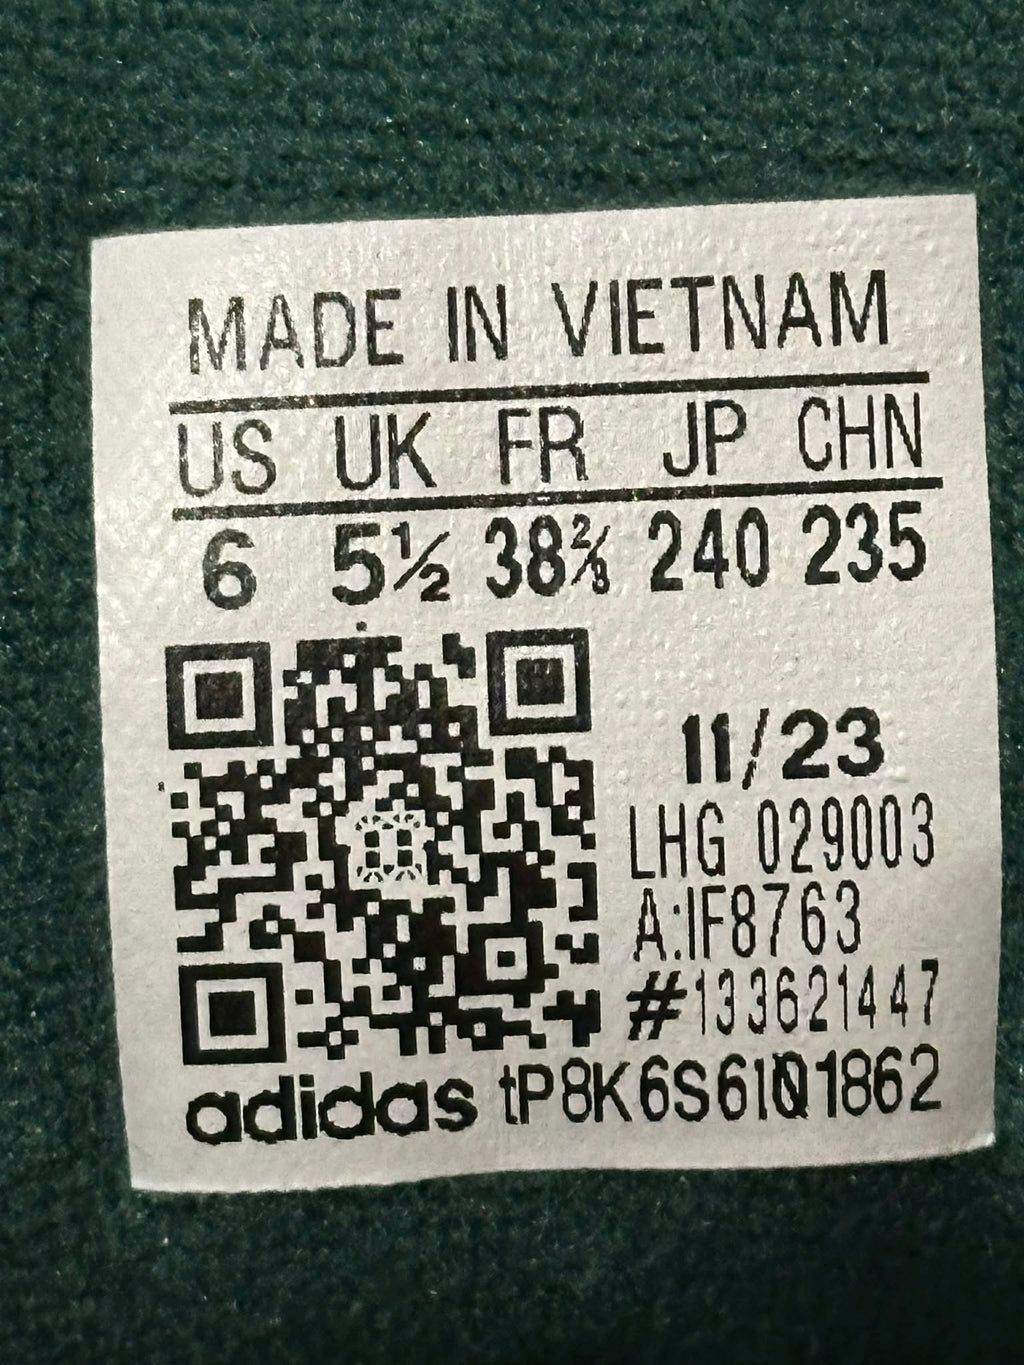 MADE IN VIETNAM
US UK FR JP CHN
6 5½ 38⅔ 240 235
11/23
LHG 029003
A:IF8763
#133621447
adidas